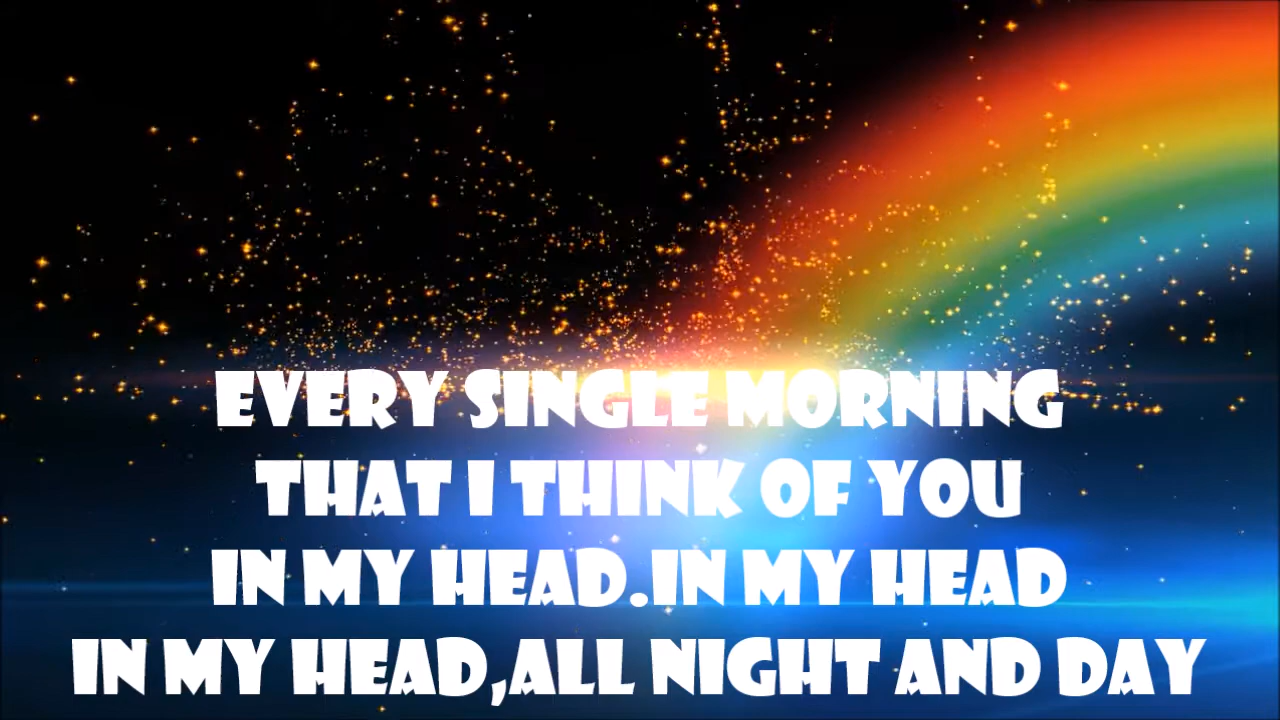 EVERY SINGLE MORNING
THAT I THINK OF YOU
IN MY HEAD.IN MY HEAD
IN MY HEAD,ALL NIGHT AND DAY